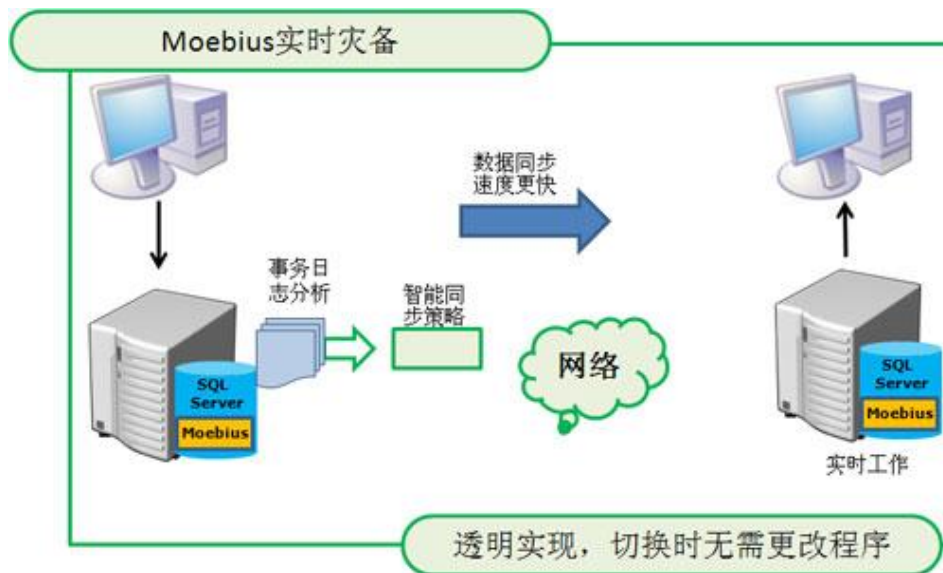 Moebius实时灾备
数据同步
速度更快
事务日
志分析
智能同
步策略
网络
SQL
Server
Moebius
SQL
Server
Moebius
实时工作
透明实现，切换时无需更改程序